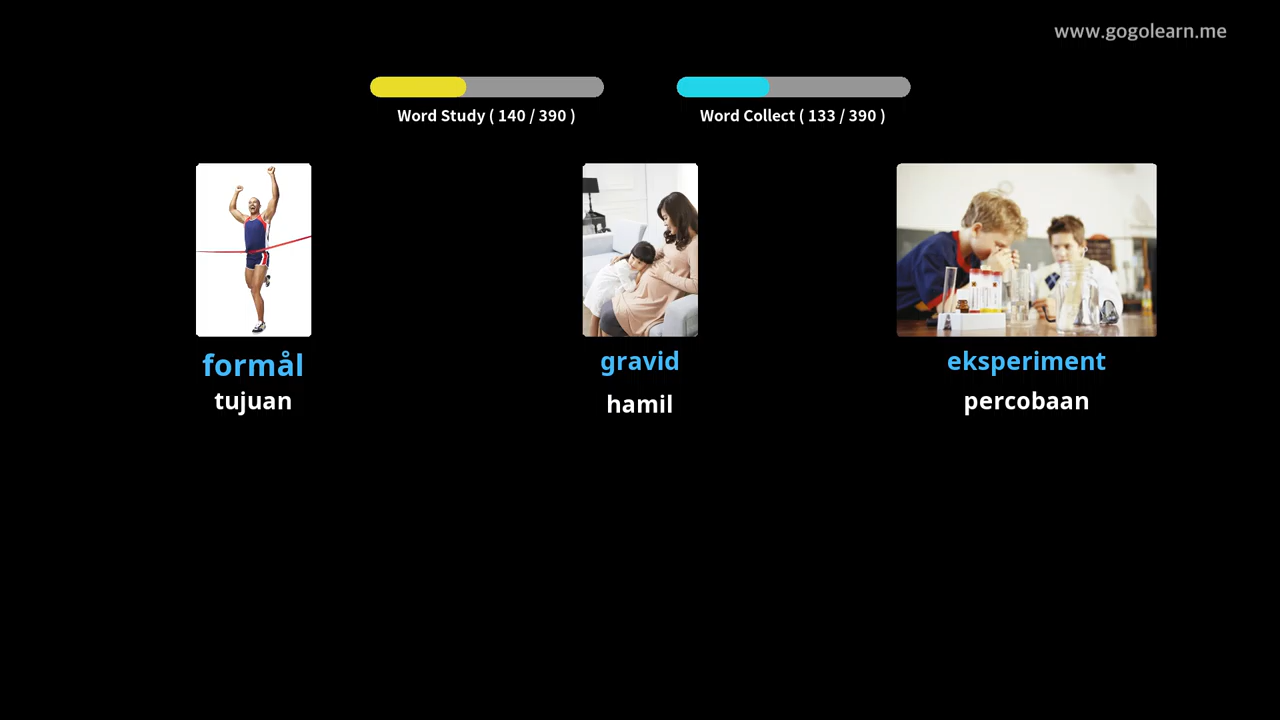 www.gogolearn.me
Word Study ( 140 / 390 )
Word Collect ( 133 / 390 )
formål
tujuan
gravid
hamil
eksperiment
percobaan